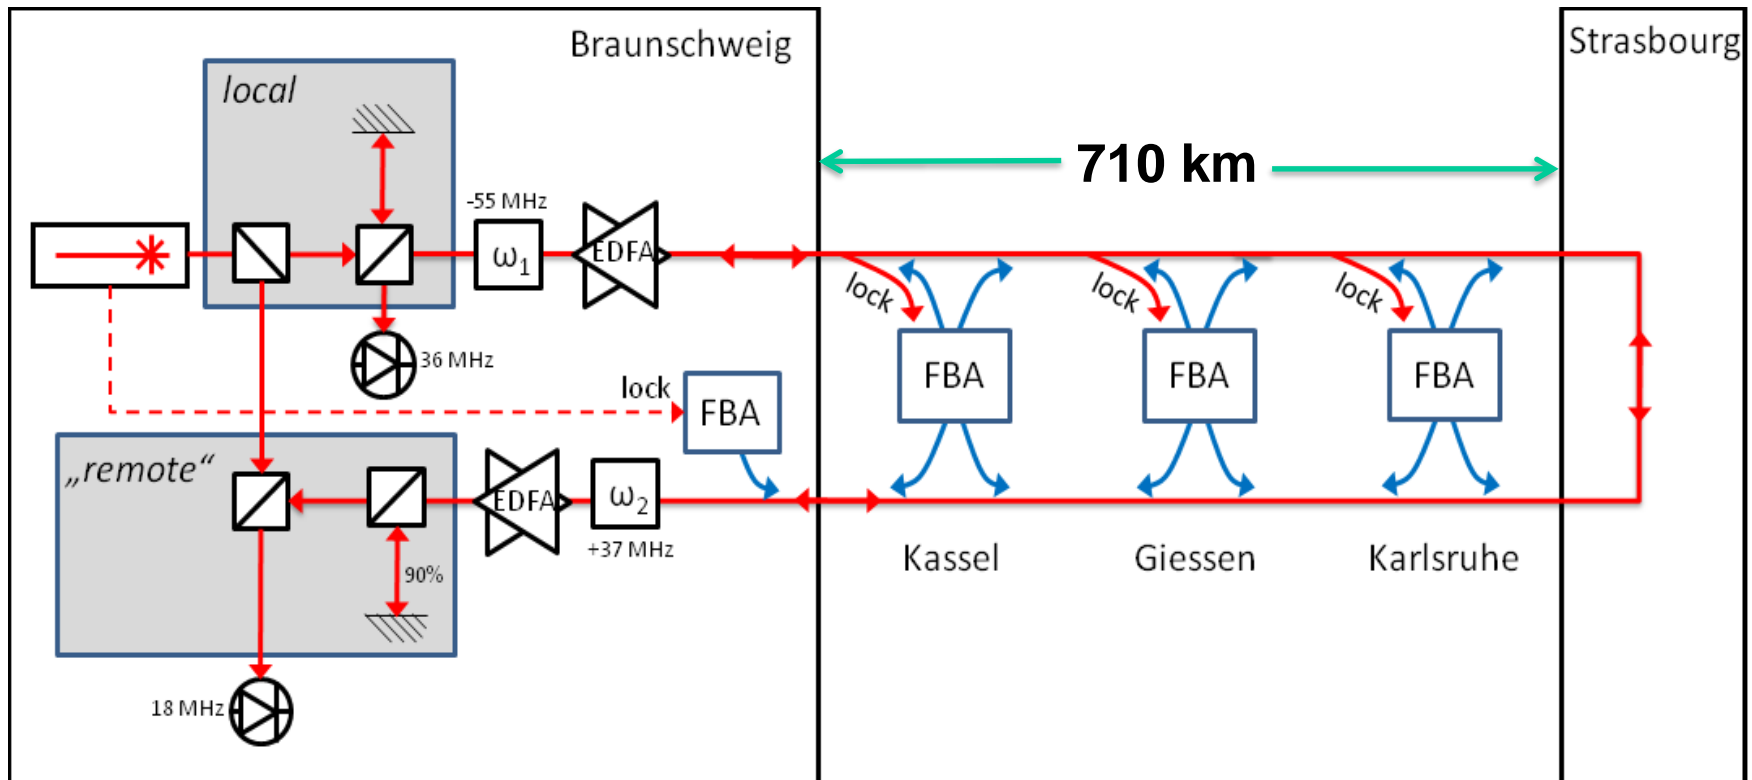 Braunschweig
Strasbourg
local
710 km
-55 MHz
ω1
EDFA
lock
lock
lock
36 MHz
lock
FBA
FBA
FBA
FBA
„remote“
EDFA
ω2
+37 MHz
90%
Kassel
Giessen
Karlsruhe
18 MHz